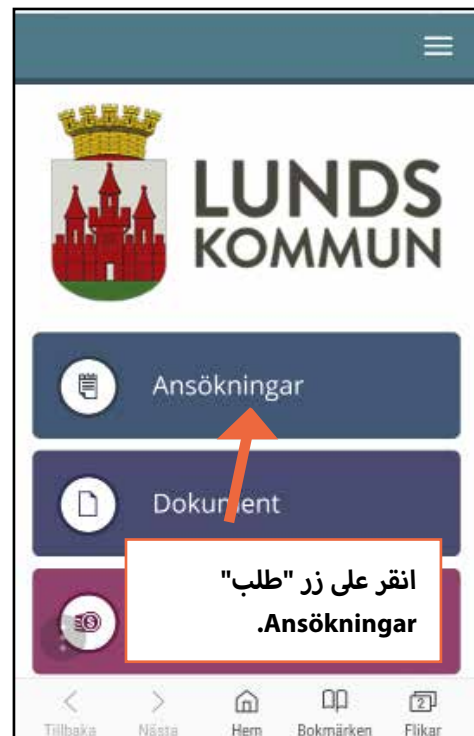 LUNDS
KOMMUN
Ansökningar
Dokument
انقر على زر "طلب"
Ansökningar.
Tillbaka
Nästa
Hem
Bokmärken
2
Flikar